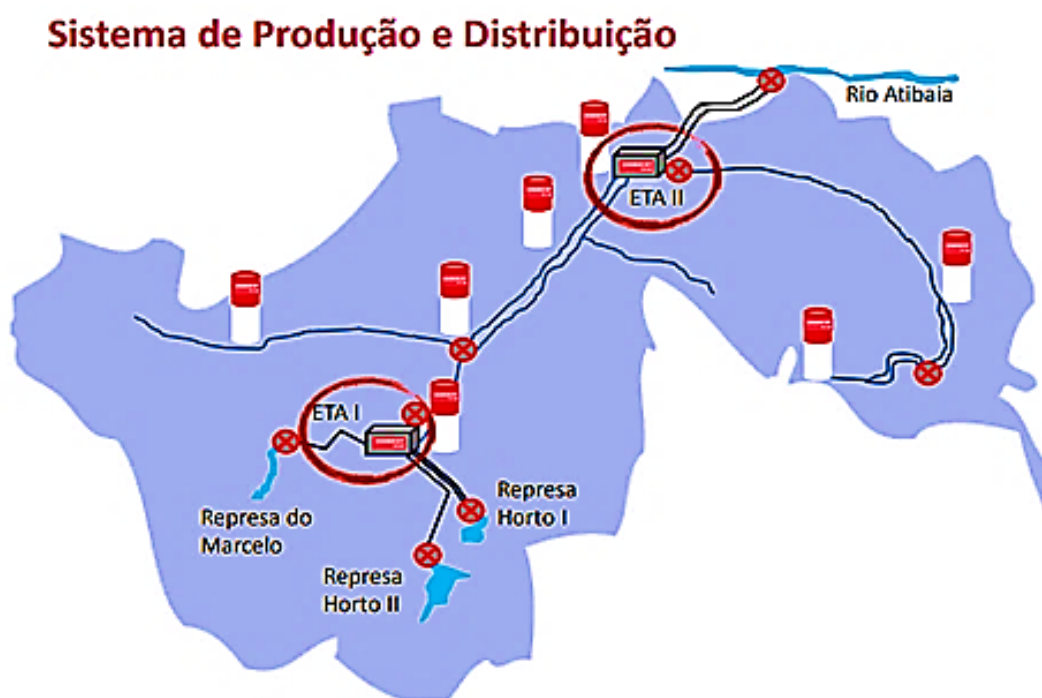 Sistema de Produção e Distribuição
Rio Atibaia
ETA II
ETA I
Represa do
Marcelo
Represa
Horto I
Represa
Horto II